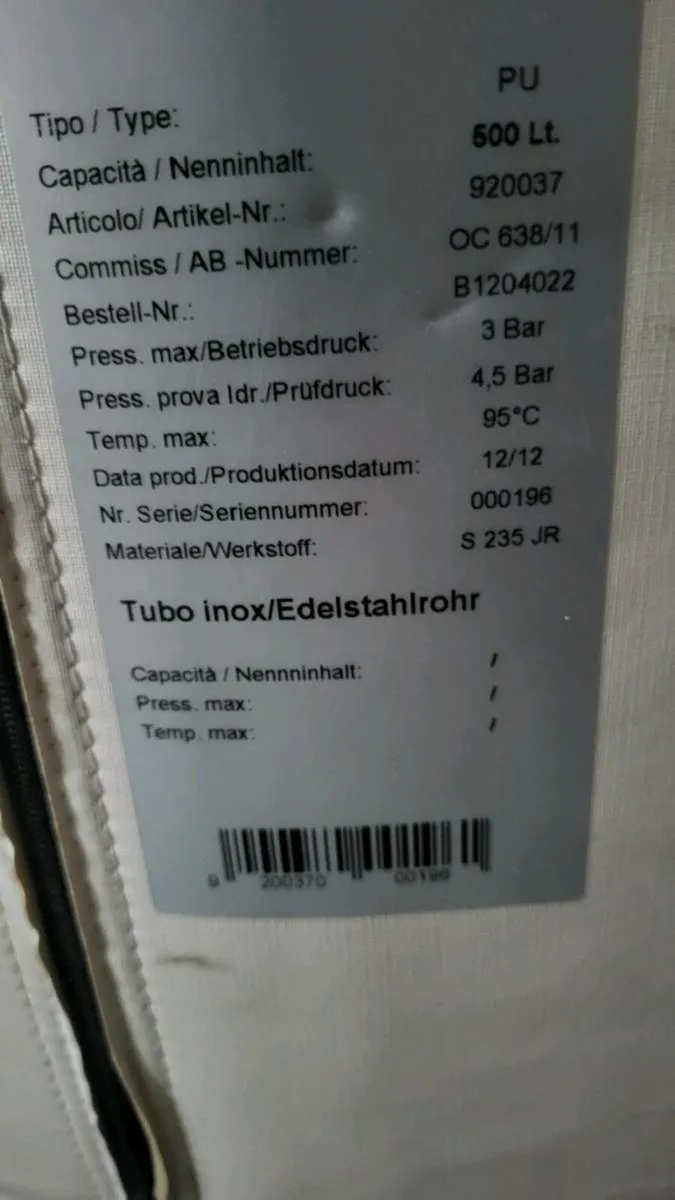 Tipo / Type: PU
Capacità / Nenninhalt: 500 Lt.
Articolo/ Artikel-Nr.: 920037
Commiss / AB -Nummer: OC 638/11
Bestell-Nr.: B1204022
Press. max/Betriebsdruck: 3 Bar
Press. prova Idr./Prüfdruck: 4,5 Bar
Temp. max: 95°C
Data prod./Produktionsdatum: 12/12
Nr. Serie/Seriennummer: 000196
Materiale/Werkstoff: S 235 JR
Tubo inox/Edelstahlrohr
Capacità / Nennninhalt: /
Press. max: /
Temp. max: /
9 200370 00196